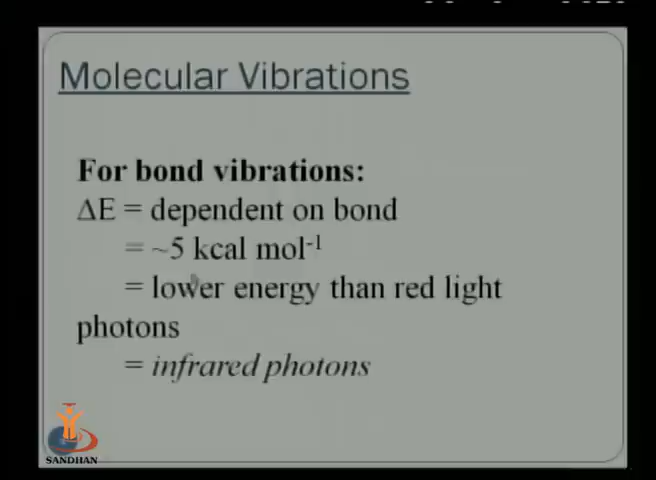 Molecular Vibrations
For bond vibrations:
ΔE = dependent on bond
= ~5 kcal mol⁻¹
= lower energy than red light
photons
= infrared photons
SANDHAN